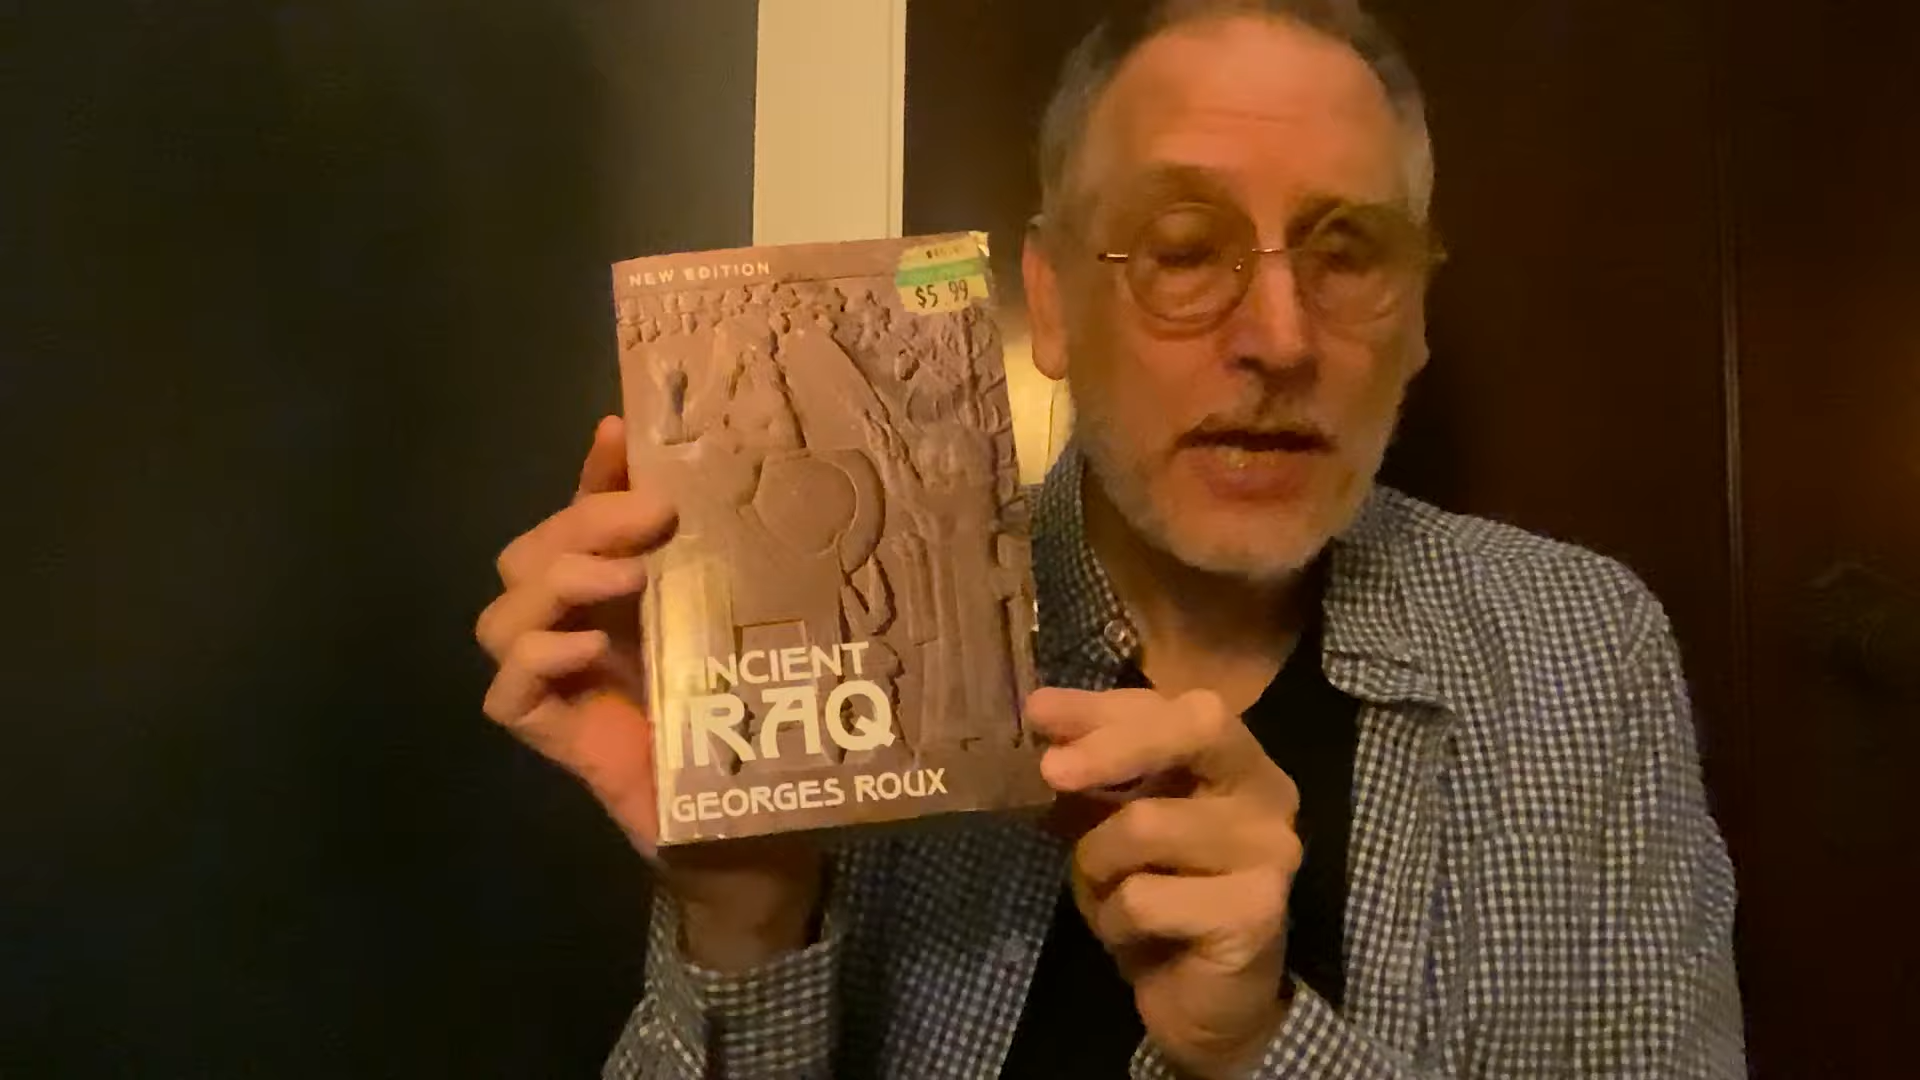 NEW EDITION
$5.99
ANCIENT
IRAQ
GEORGES ROUX